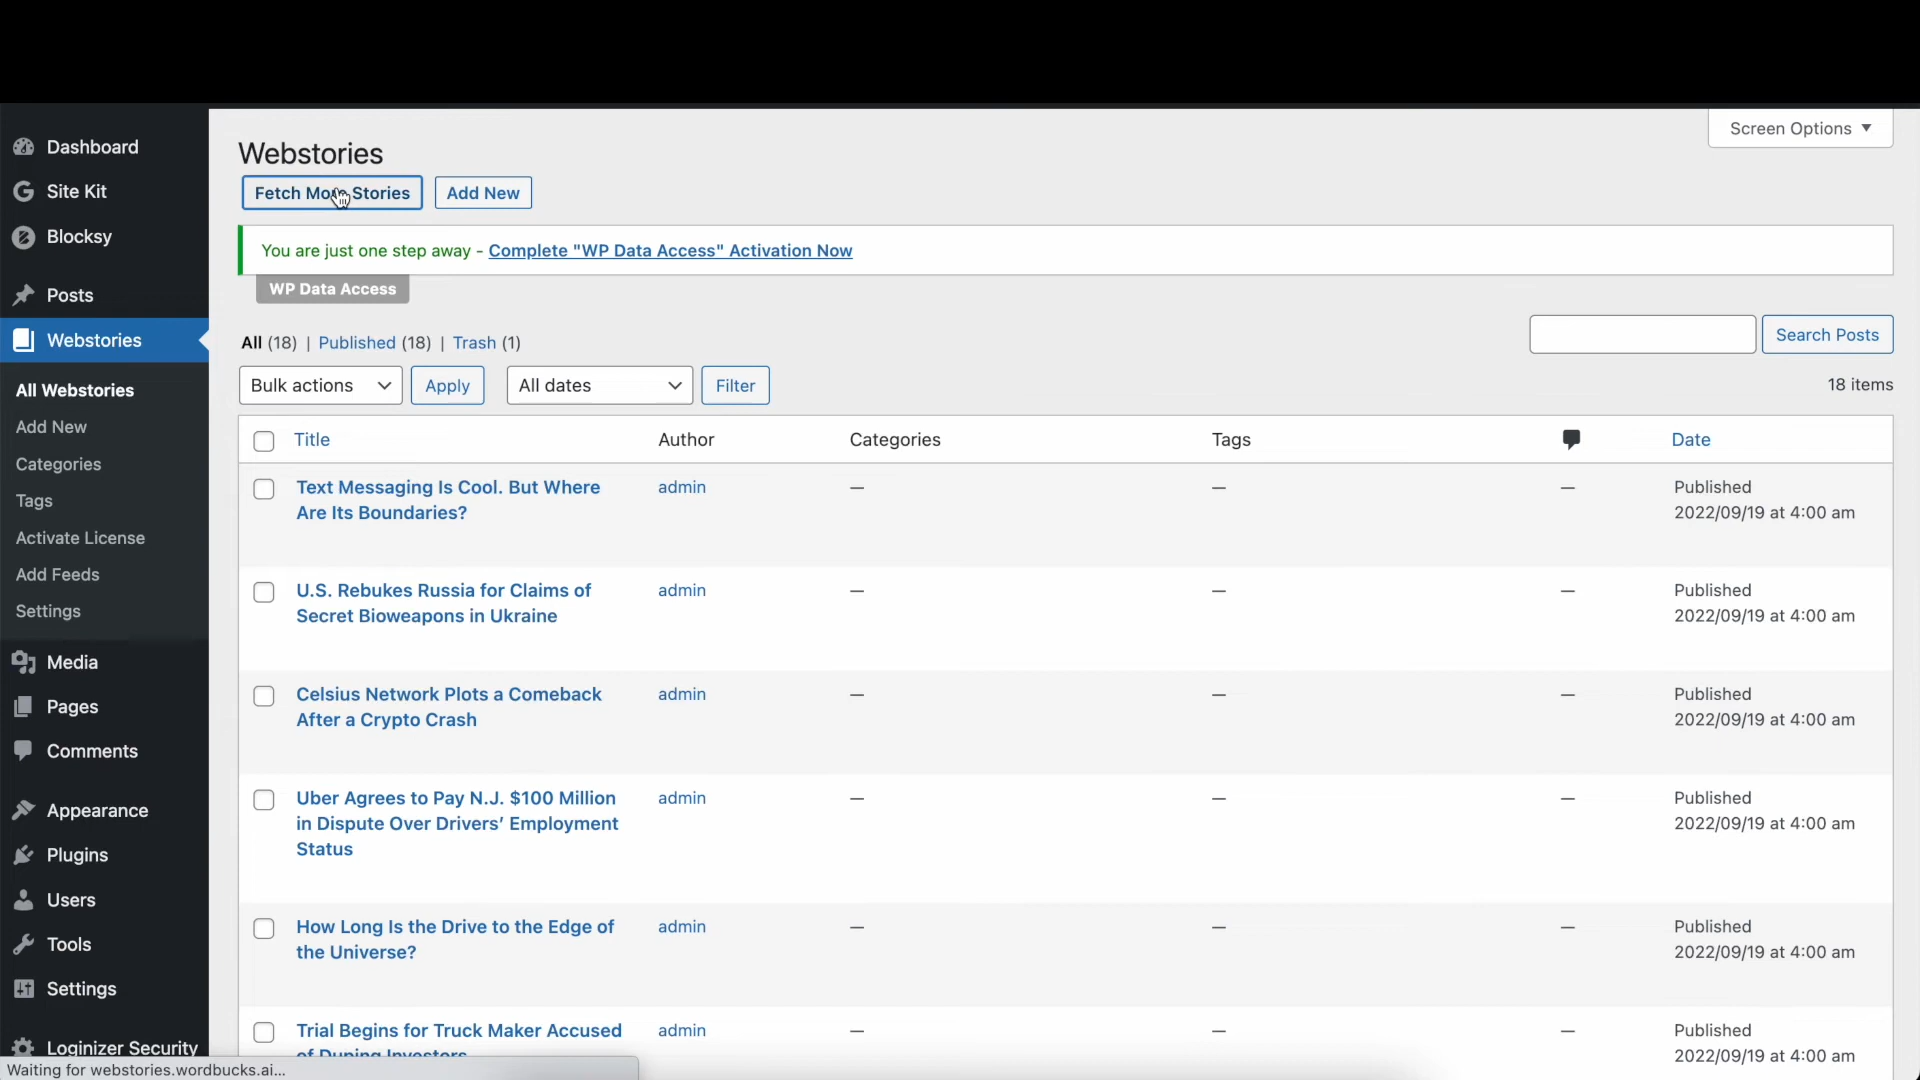 Screen Options ▼
Dashboard
Site Kit
Blocksy
Posts
Webstories
All Webstories
Add New
Categories
Tags
Activate License
Add Feeds
Settings
Media
Pages
Comments
Appearance
Plugins
Users
Tools
Settings
Loginizer Security
Waiting for webstories.wordbucks.ai...
Webstories
Fetch More Stories Add New
You are just one step away - Complete "WP Data Access" Activation Now
WP Data Access
All (18) | Published (18) | Trash (1)
Search Posts
Bulk actions Apply All dates Filter
18 items
Title Author Categories Tags Date
Text Messaging Is Cool. But Where admin — — — Published
Are Its Boundaries? 2022/09/19 at 4:00 am
U.S. Rebukes Russia for Claims of admin — — — Published
Secret Bioweapons in Ukraine 2022/09/19 at 4:00 am
Celsius Network Plots a Comeback admin — — — Published
After a Crypto Crash 2022/09/19 at 4:00 am
Uber Agrees to Pay N.J. $100 Million admin — — — Published
in Dispute Over Drivers’ Employment 2022/09/19 at 4:00 am
Status
How Long Is the Drive to the Edge of admin — — — Published
the Universe? 2022/09/19 at 4:00 am
Trial Begins for Truck Maker Accused admin — — — Published
of Duping Investors 2022/09/19 at 4:00 am